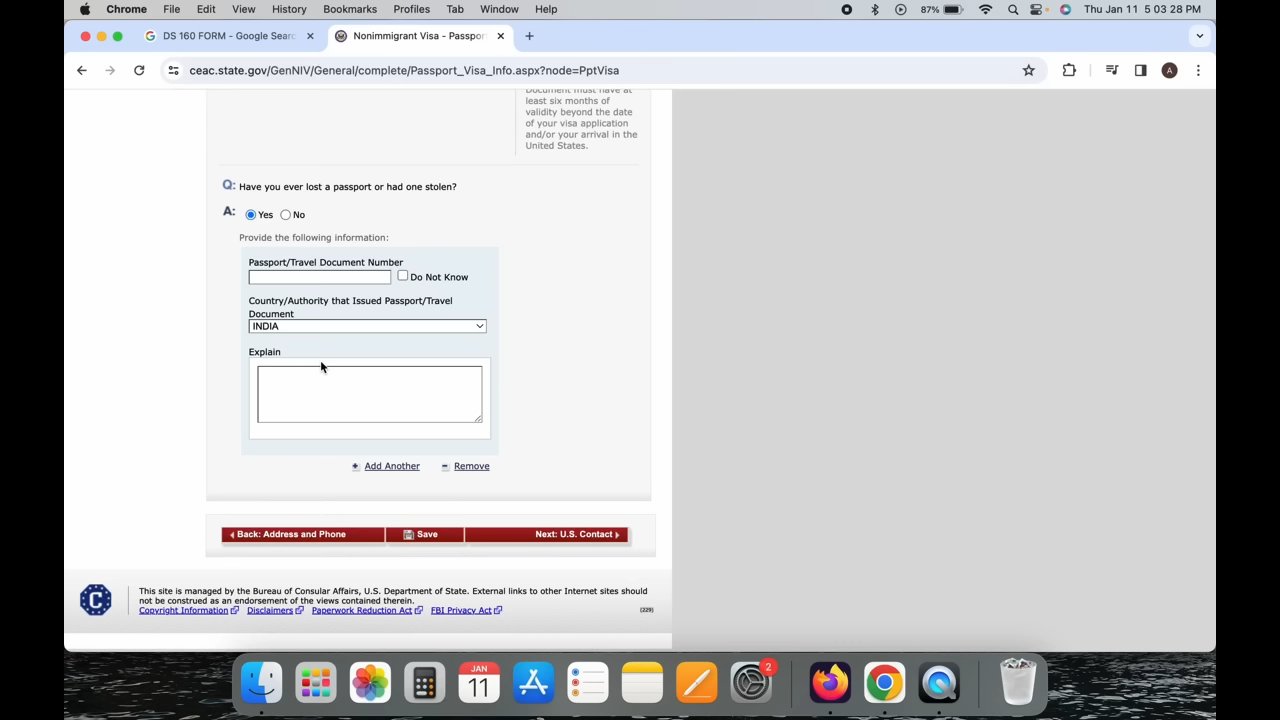 Chrome File Edit View History Bookmarks Profiles Tab Window Help 87% Thu Jan 11 5 03 28 PM
DS 160 FORM - Google Searc Nonimmigrant Visa - Passpor
ceac.state.gov/GenNIV/General/complete/Passport_Visa_Info.aspx?node=PptVisa A
Document must have at
least six months of
validity beyond the date
of your visa application
and/or your arrival in the
United States.
Q: Have you ever lost a passport or had one stolen?
A: Yes No
Provide the following information:
Passport/Travel Document Number
Do Not Know
Country/Authority that Issued Passport/Travel
Document
INDIA
Explain
Add Another Remove
Back: Address and Phone Save Next: U.S. Contact
C
This site is managed by the Bureau of Consular Affairs, U.S. Department of State. External links to other Internet sites should
not be construed as an endorsement of the views contained therein.
Copyright Information Disclaimers Paperwork Reduction Act FBI Privacy Act (229)
JAN
11
2